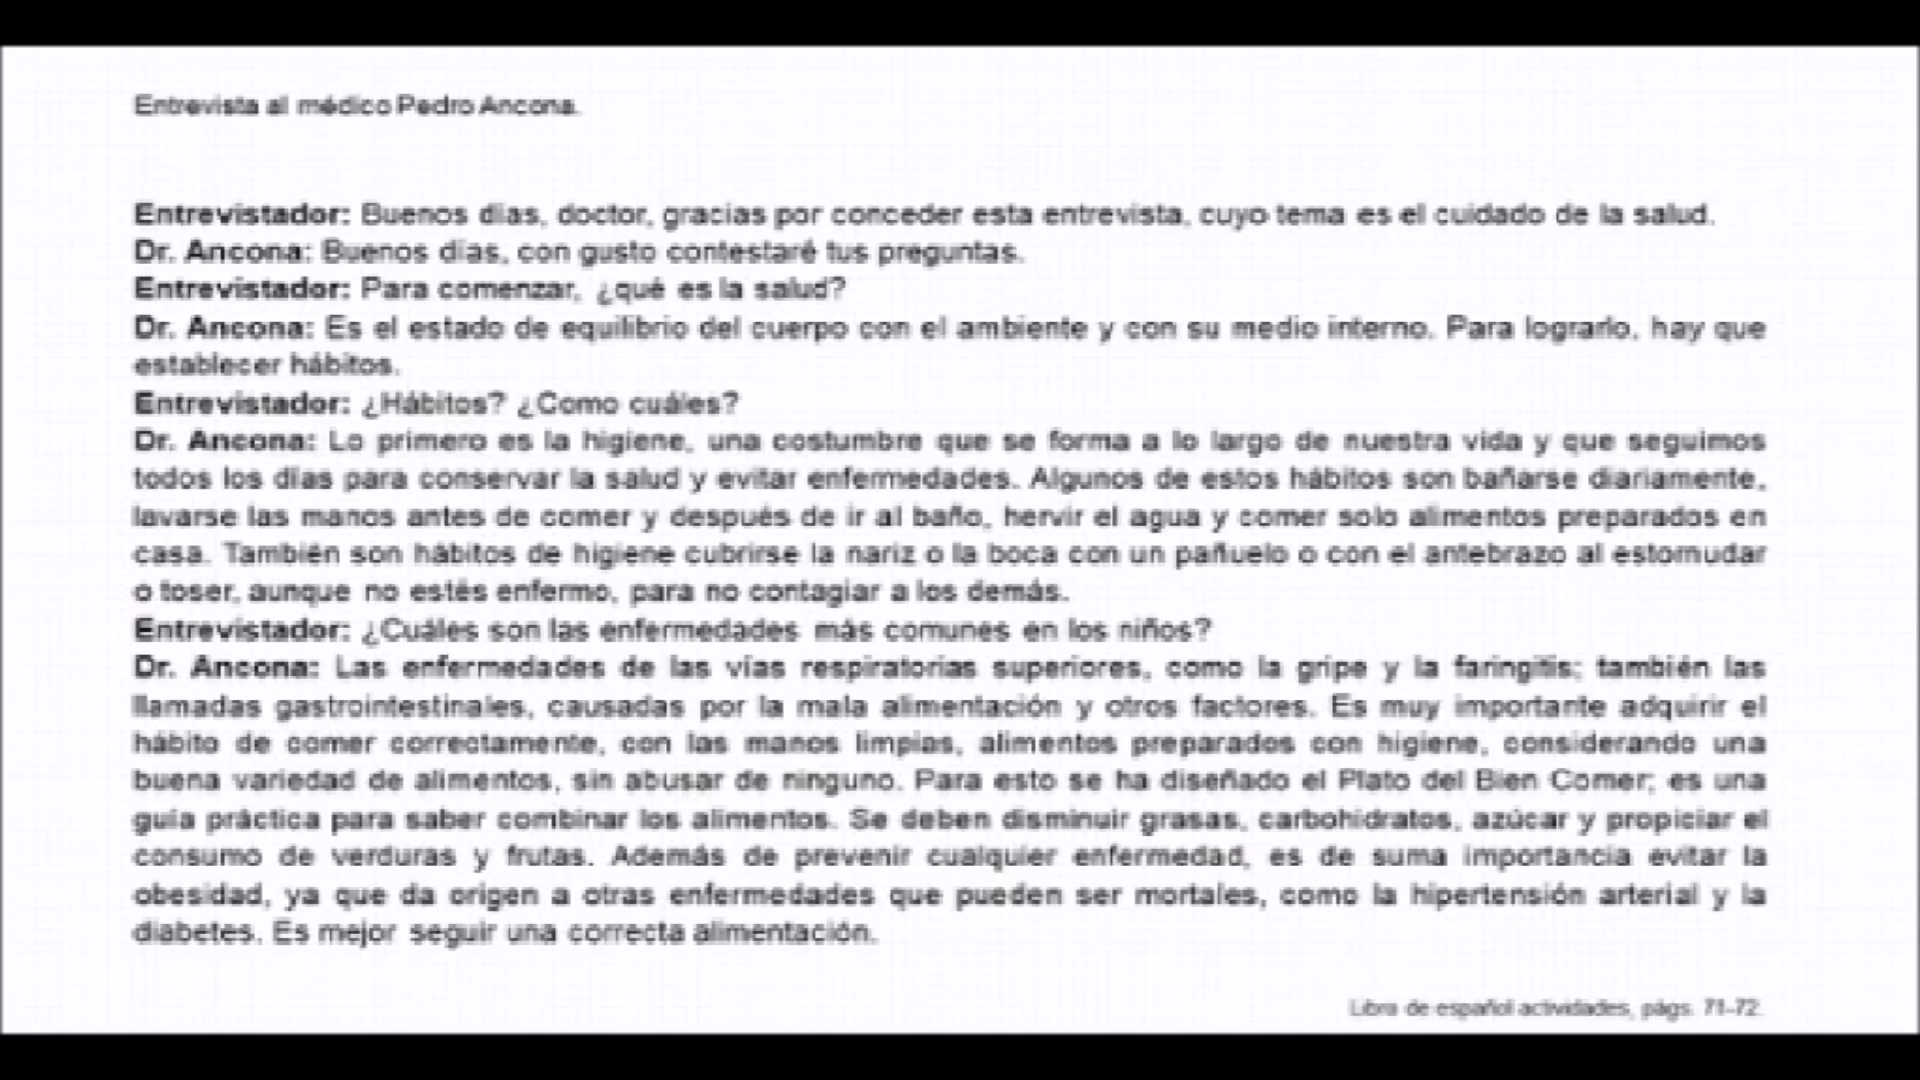 Entrevista al médico Pedro Ancona.
Entrevistador: Buenos días, doctor, gracias por conceder esta entrevista, cuyo tema es el cuidado de la salud.
Dr. Ancona: Buenos días, con gusto contestaré tus preguntas.
Entrevistador: Para comenzar, ¿qué es la salud?
Dr. Ancona: Es el estado de equilibrio del cuerpo con el ambiente y con su medio interno. Para lograrlo, hay que
establecer hábitos.
Entrevistador: ¿Hábitos? ¿Como cuáles?
Dr. Ancona: Lo primero es la higiene, una costumbre que se forma a lo largo de nuestra vida y que seguimos
todos los días para conservar la salud y evitar enfermedades. Algunos de estos hábitos son bañarse diariamente,
lavarse las manos antes de comer y después de ir al baño, hervir el agua y comer solo alimentos preparados en
casa. También son hábitos de higiene cubrirse la nariz o la boca con un pañuelo o con el antebrazo al estornudar
o toser, aunque no estés enfermo, para no contagiar a los demás.
Entrevistador: ¿Cuáles son las enfermedades más comunes en los niños?
Dr. Ancona: Las enfermedades de las vías respiratorias superiores, como la gripe y la faringitis; también las
llamadas gastrointestinales, causadas por la mala alimentación y otros factores. Es muy importante adquirir el
hábito de comer correctamente, con las manos limpias, alimentos preparados con higiene, considerando una
buena variedad de alimentos, sin abusar de ninguno. Para esto se ha diseñado el Plato del Bien Comer; es una
guía práctica para saber combinar los alimentos. Se deben disminuir grasas, carbohidratos, azúcar y propiciar el
consumo de verduras y frutas. Además de prevenir cualquier enfermedad, es de suma importancia evitar la
obesidad, ya que da origen a otras enfermedades que pueden ser mortales, como la hipertensión arterial y la
diabetes. Es mejor seguir una correcta alimentación.
Libro de español actividades, págs. 71-72.